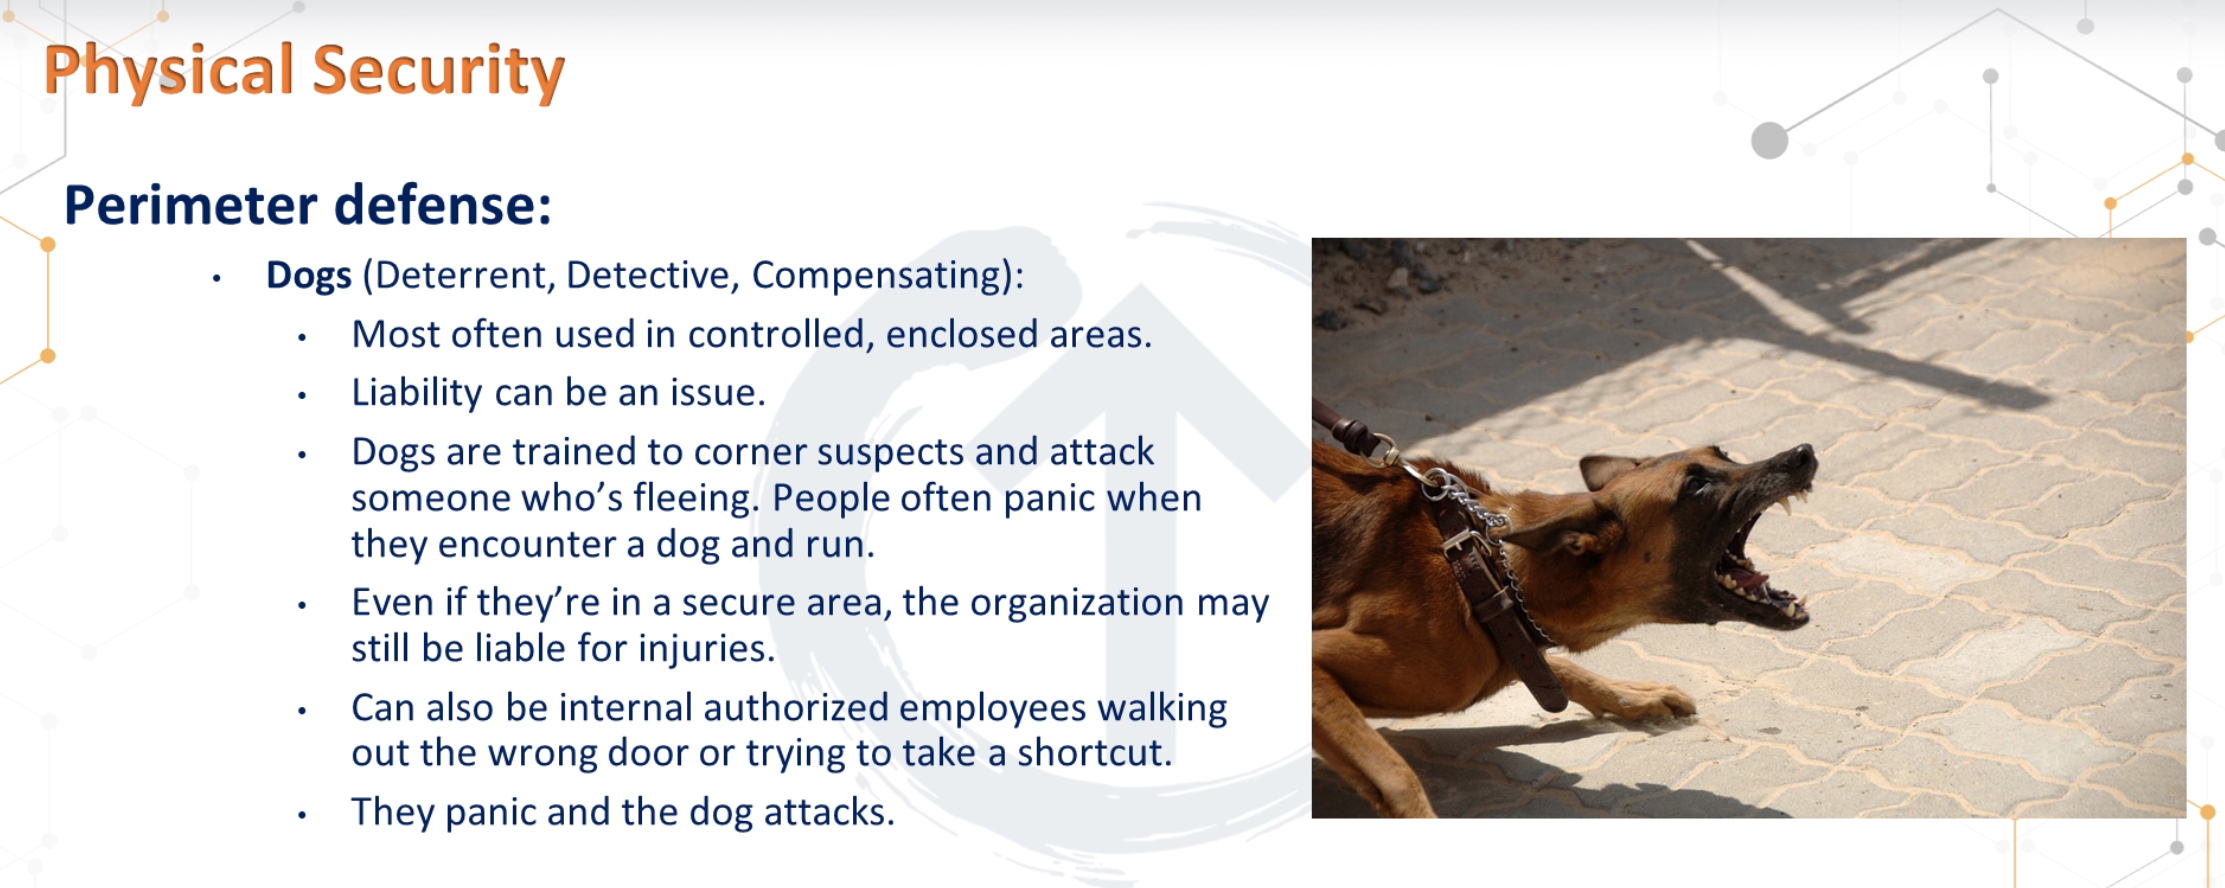 Physical Security
Perimeter defense:
• Dogs (Deterrent, Detective, Compensating):
• Most often used in controlled, enclosed areas.
• Liability can be an issue.
• Dogs are trained to corner suspects and attack
someone who’s fleeing. People often panic when
they encounter a dog and run.
• Even if they’re in a secure area, the organization may
still be liable for injuries.
• Can also be internal authorized employees walking
out the wrong door or trying to take a shortcut.
• They panic and the dog attacks.